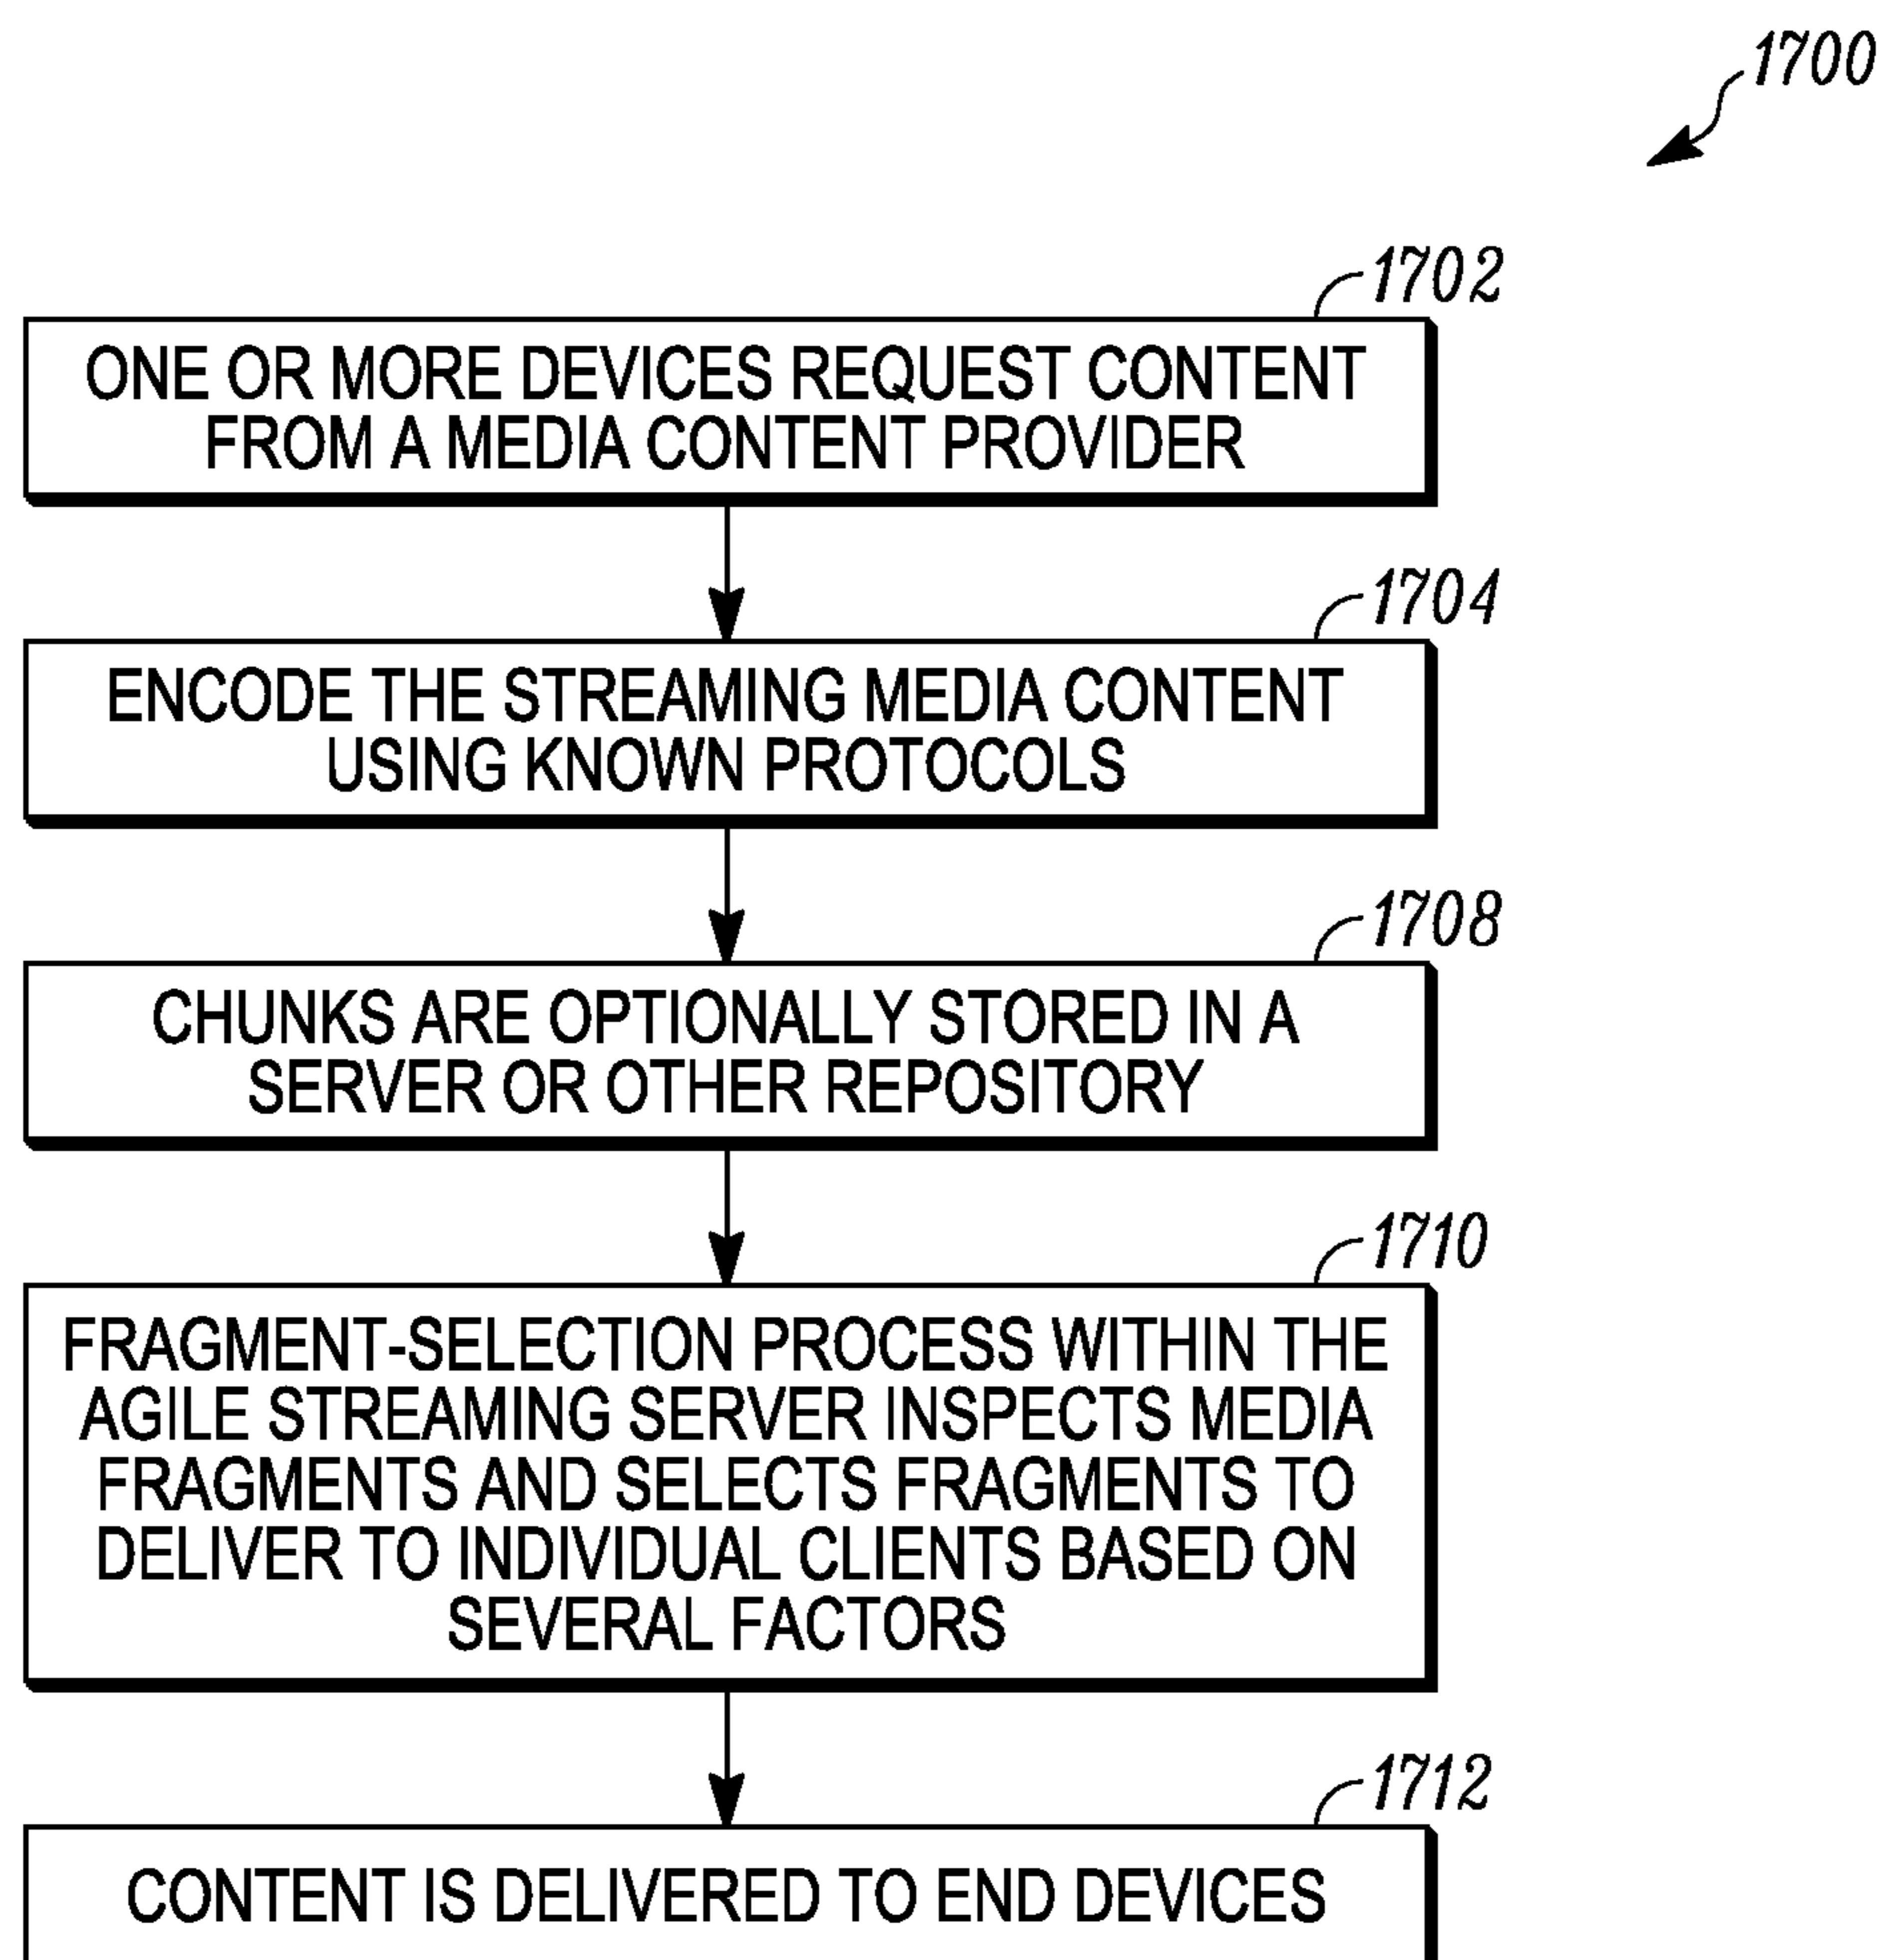 1700
1702
ONE OR MORE DEVICES REQUEST CONTENT
FROM A MEDIA CONTENT PROVIDER
1704
ENCODE THE STREAMING MEDIA CONTENT
USING KNOWN PROTOCOLS
1708
CHUNKS ARE OPTIONALLY STORED IN A
SERVER OR OTHER REPOSITORY
1710
FRAGMENT-SELECTION PROCESS WITHIN THE
AGILE STREAMING SERVER INSPECTS MEDIA
FRAGMENTS AND SELECTS FRAGMENTS TO
DELIVER TO INDIVIDUAL CLIENTS BASED ON
SEVERAL FACTORS
1712
CONTENT IS DELIVERED TO END DEVICES